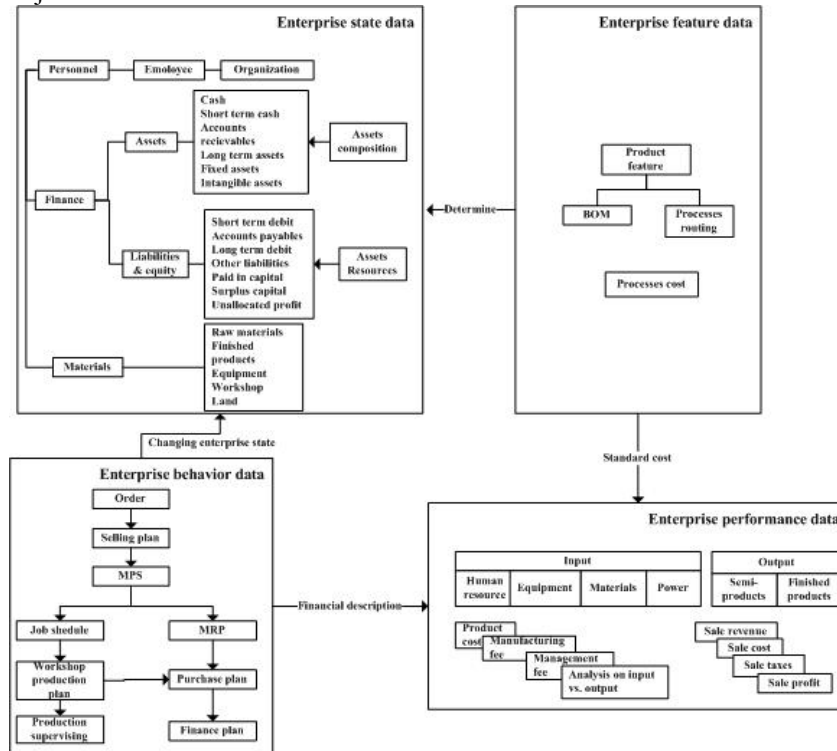 Enterprise state data
Personnel
Emoloyee
Organization
Cash
Short term cash
Accounts
recievables
Long term assets
Fixed assets
Intangible assets
Assets
Assets
composition
Finance
Short term debit
Accounts payables
Long term debit
Other liabilities
Paid in capital
Surplus capital
Unallocated profit
Liabilities
& equity
Assets
Resources
Raw materials
Finished
products
Equipment
Workshop
Land
Materials
Enterprise feature data
Product
feature
BOM
Processes
routing
Processes cost
Determine
Changing enterprise state
Standard cost
Enterprise behavior data
Order
Selling plan
MPS
Job shedule
MRP
Workshop
production
plan
Purchase plan
Production
supervising
Finance plan
Financial description
Enterprise performance data
Input
Human
resource
Equipment
Materials
Power
Output
Semi-
products
Finished
products
Product
cost
Manufacturing
fee
Management
fee
Analysis on input
vs. output
Sale revenue
Sale cost
Sale taxes
Sale profit